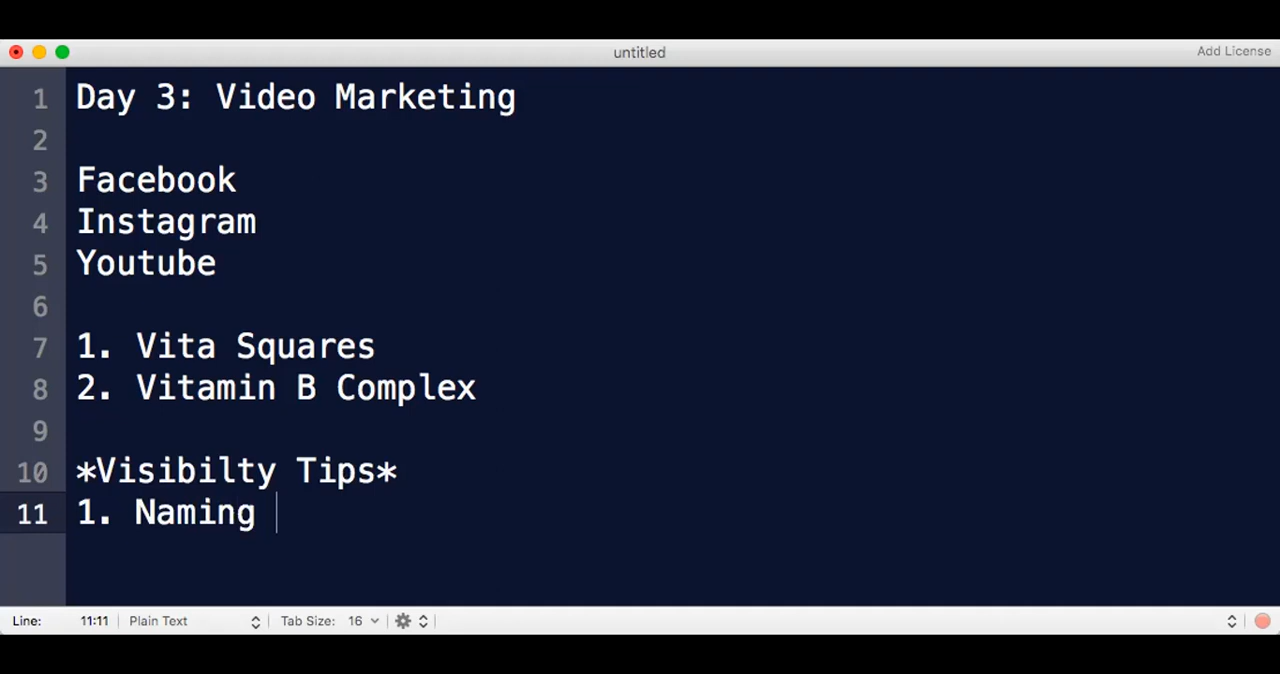 untitled
Add License
1 Day 3: Video Marketing
2
3 Facebook
4 Instagram
5 Youtube
6
7 1. Vita Squares
8 2. Vitamin B Complex
9
10 *Visibilty Tips*
11 1. Naming
Line: 11:11 Plain Text Tab Size: 16